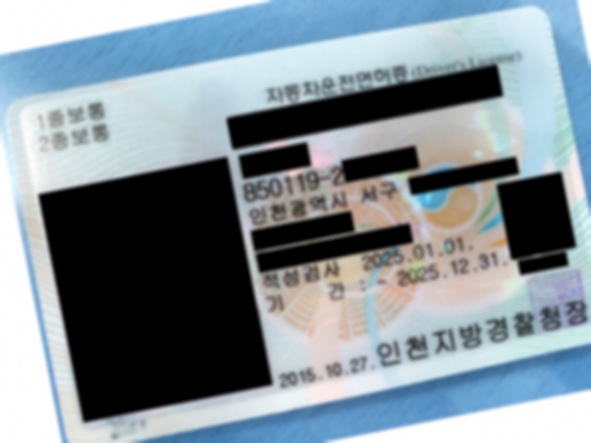 자동차운전면허증(Driver's License)
1종보통
2종보통
850119-2
인천광역시 서구
적성검사 2025.01.01.
기 간 : ~ 2025.12.31.
2015.10.27. 인천지방경찰청장